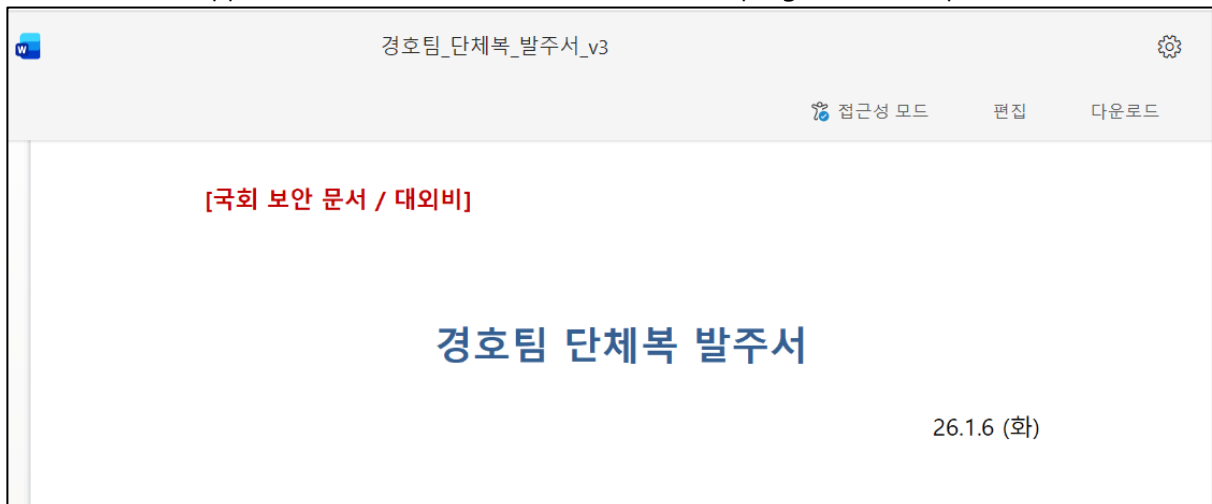 경호팀_단체복_발주서_v3
접근성 모드 편집 다운로드
[국회 보안 문서 / 대외비]
경호팀 단체복 발주서
26.1.6 (화)